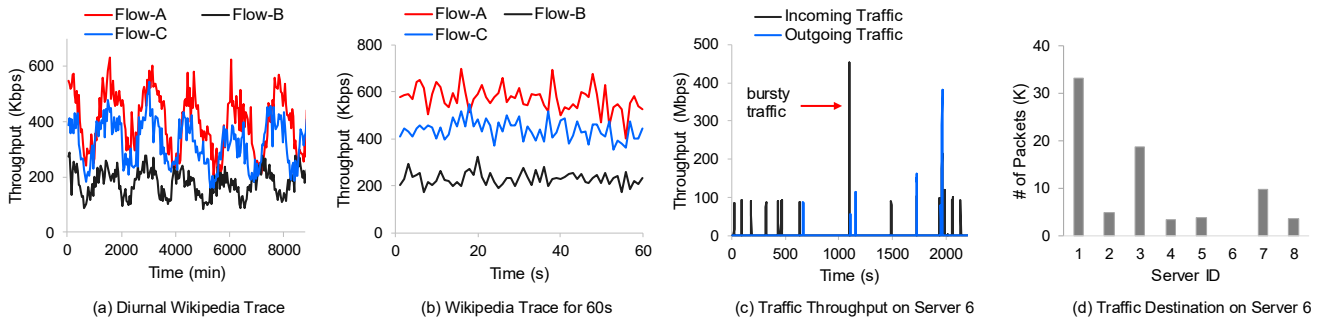 Flow-A
Flow-B
Flow-C
Throughput (Kbps)
600
400
200
0
0 2000 4000 6000 8000
Time (min)
(a) Diurnal Wikipedia Trace
Flow-A
Flow-B
Flow-C
Throughput (Kbps)
800
600
400
200
0
0 20 40 60
Time (s)
(b) Wikipedia Trace for 60s
Incoming Traffic
Outgoing Traffic
Throughput (Mbps)
500
400
300
200
100
0
bursty
traffic
0 500 1000 1500 2000
Time (s)
(c) Traffic Throughput on Server 6
# of Packets (K)
40
30
20
10
0
1 2 3 4 5 6 7 8
Server ID
(d) Traffic Destination on Server 6